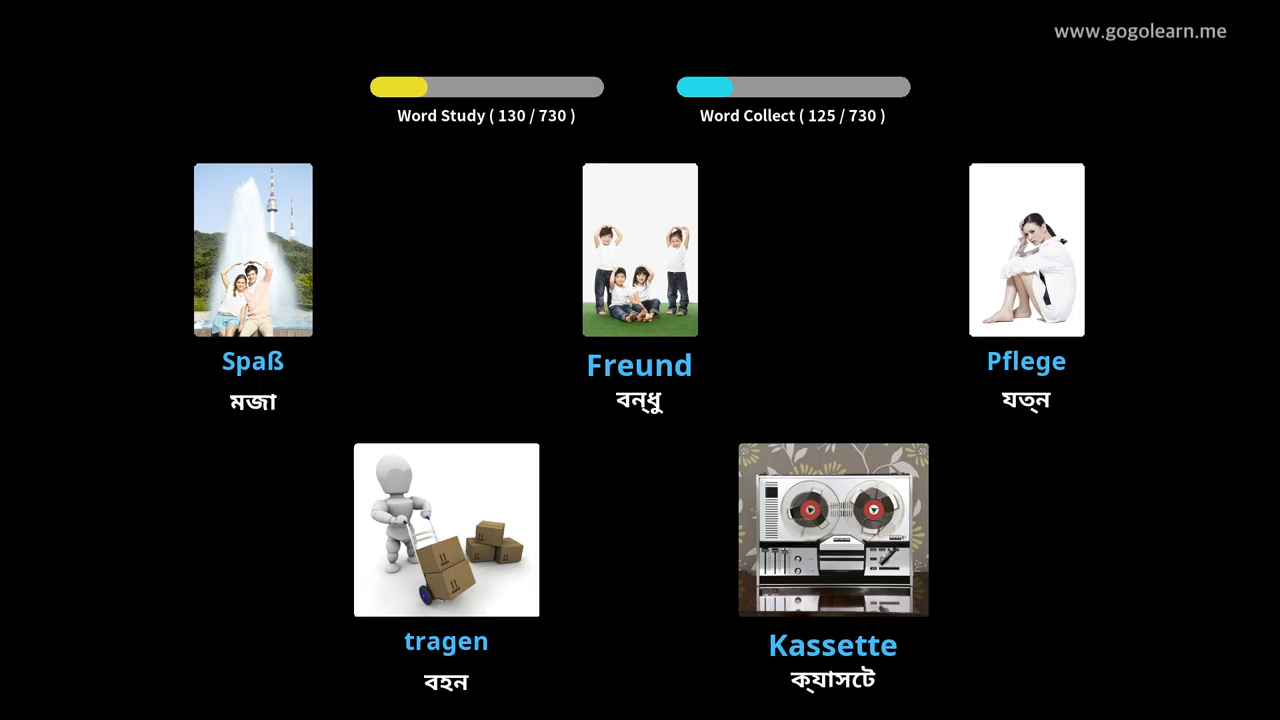 www.gogolearn.me
Word Study ( 130 / 730 )
Word Collect ( 125 / 730 )
Spaß
Freund
Pflege
মজা
বন্ধু
যত্ন
tragen
Kassette
বহন
ক্যাসেট